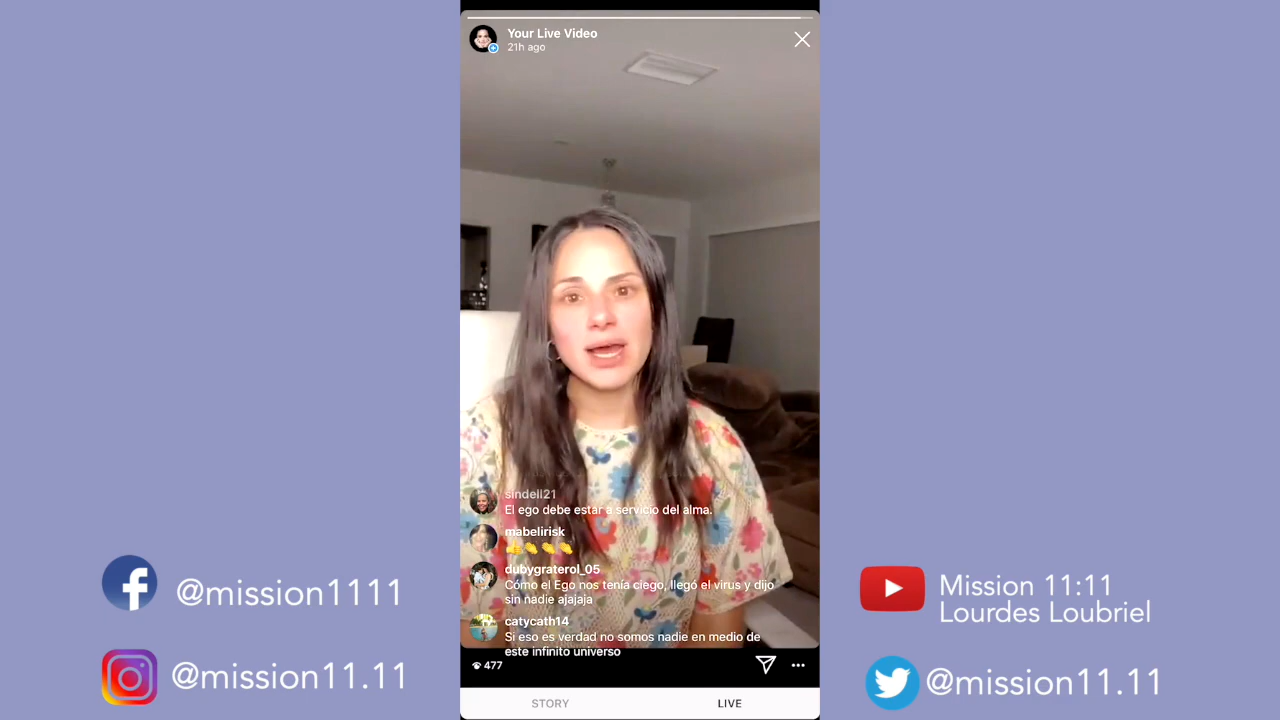 Your Live Video
21h ago
sindell21
El ego debe estar a servicio del alma.
mabelirisk
👍👏 👏👏
dubygraterol_05
Cómo el Ego nos tenía ciego, llegó el virus y dijo
sin nadie ajajaja
catycath14
Si eso es verdad no somos nadie en medio de
este infinito universo
477
STORY
LIVE
@mission1111
@mission11.11
Mission 11:11
Lourdes Loubriel
@mission11.11